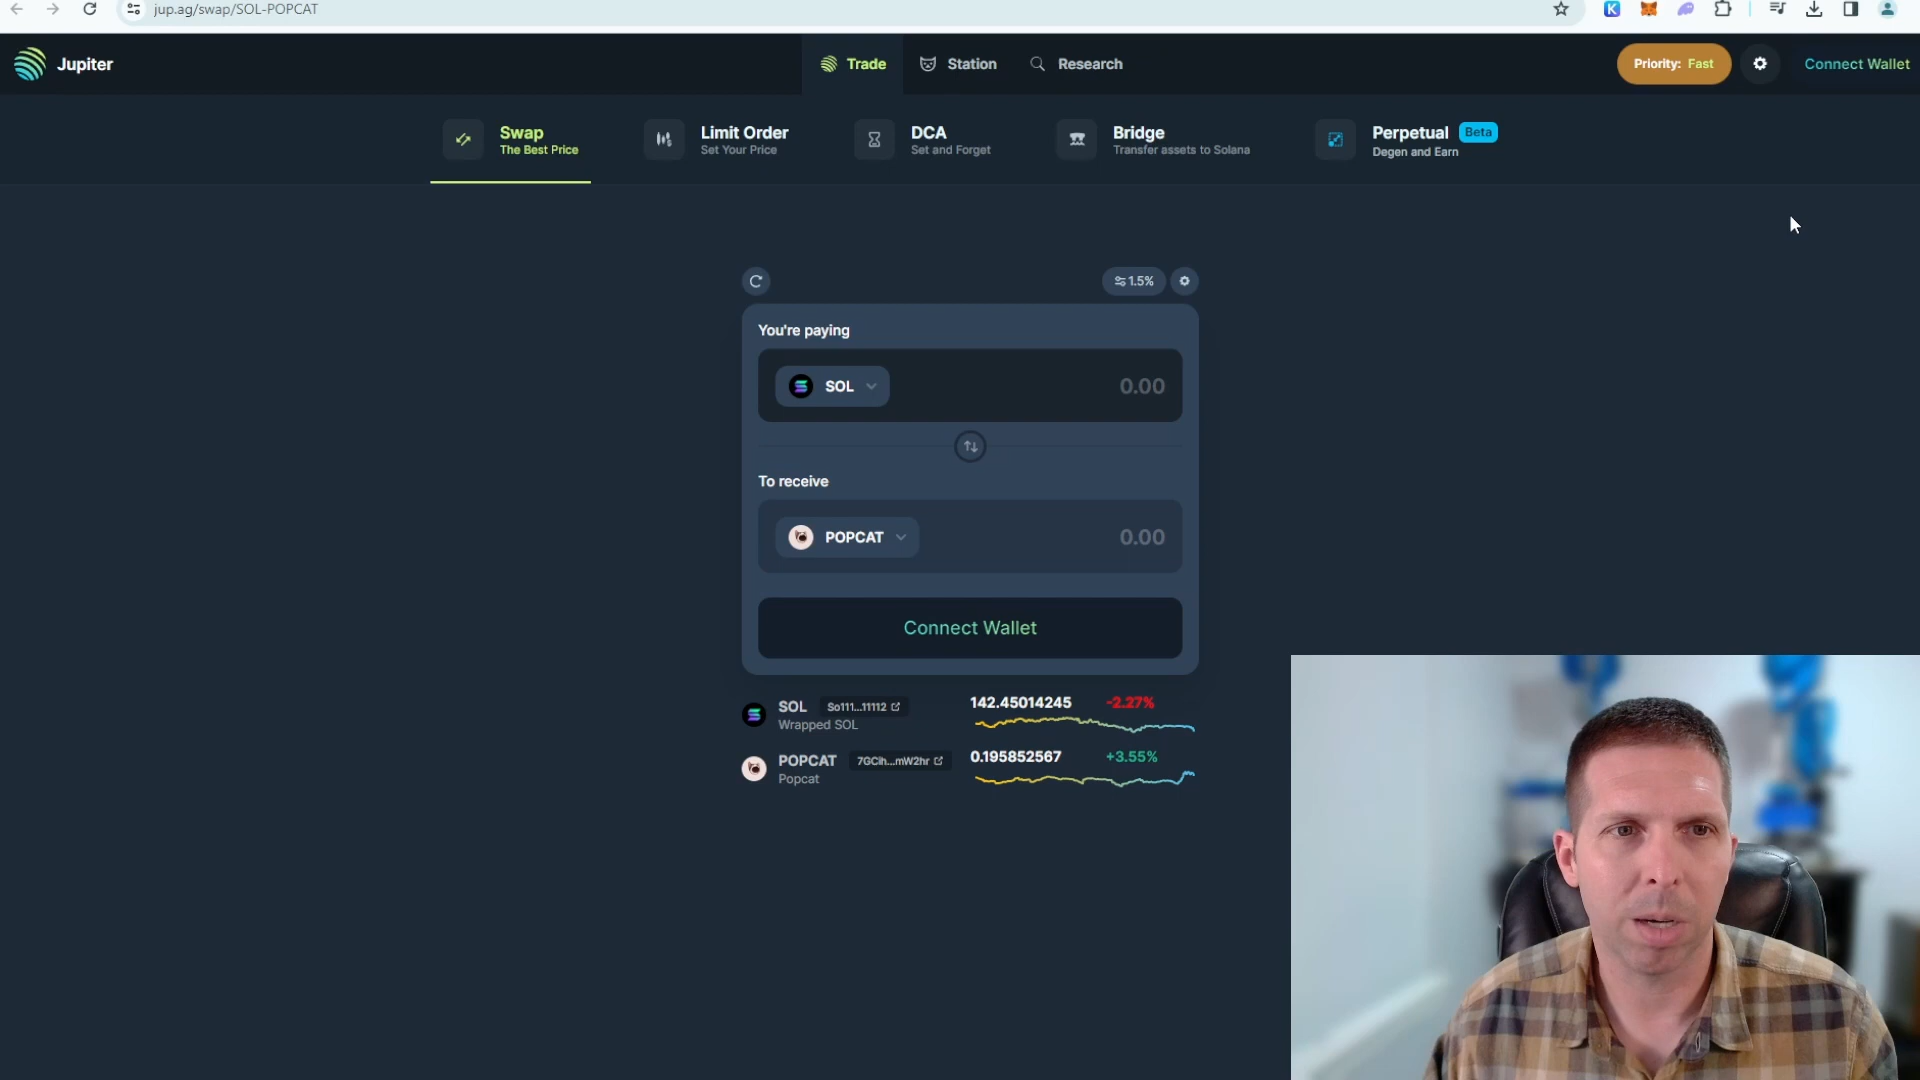 jup.ag/swap/SOL-POPCAT
K
Jupiter
Trade
Station
Research
Priority: Fast
Connect Wallet
Swap
The Best Price
Limit Order
Set Your Price
DCA
Set and Forget
Bridge
Transfer assets to Solana
Perpetual Beta
Degen and Earn
1.5%
You're paying
SOL
0.00
To receive
POPCAT
0.00
Connect Wallet
SOL So111...11112 142.45014245 -2.27%
Wrapped SOL
POPCAT 7GCih...mW2hr 0.195852567 +3.55%
Popcat